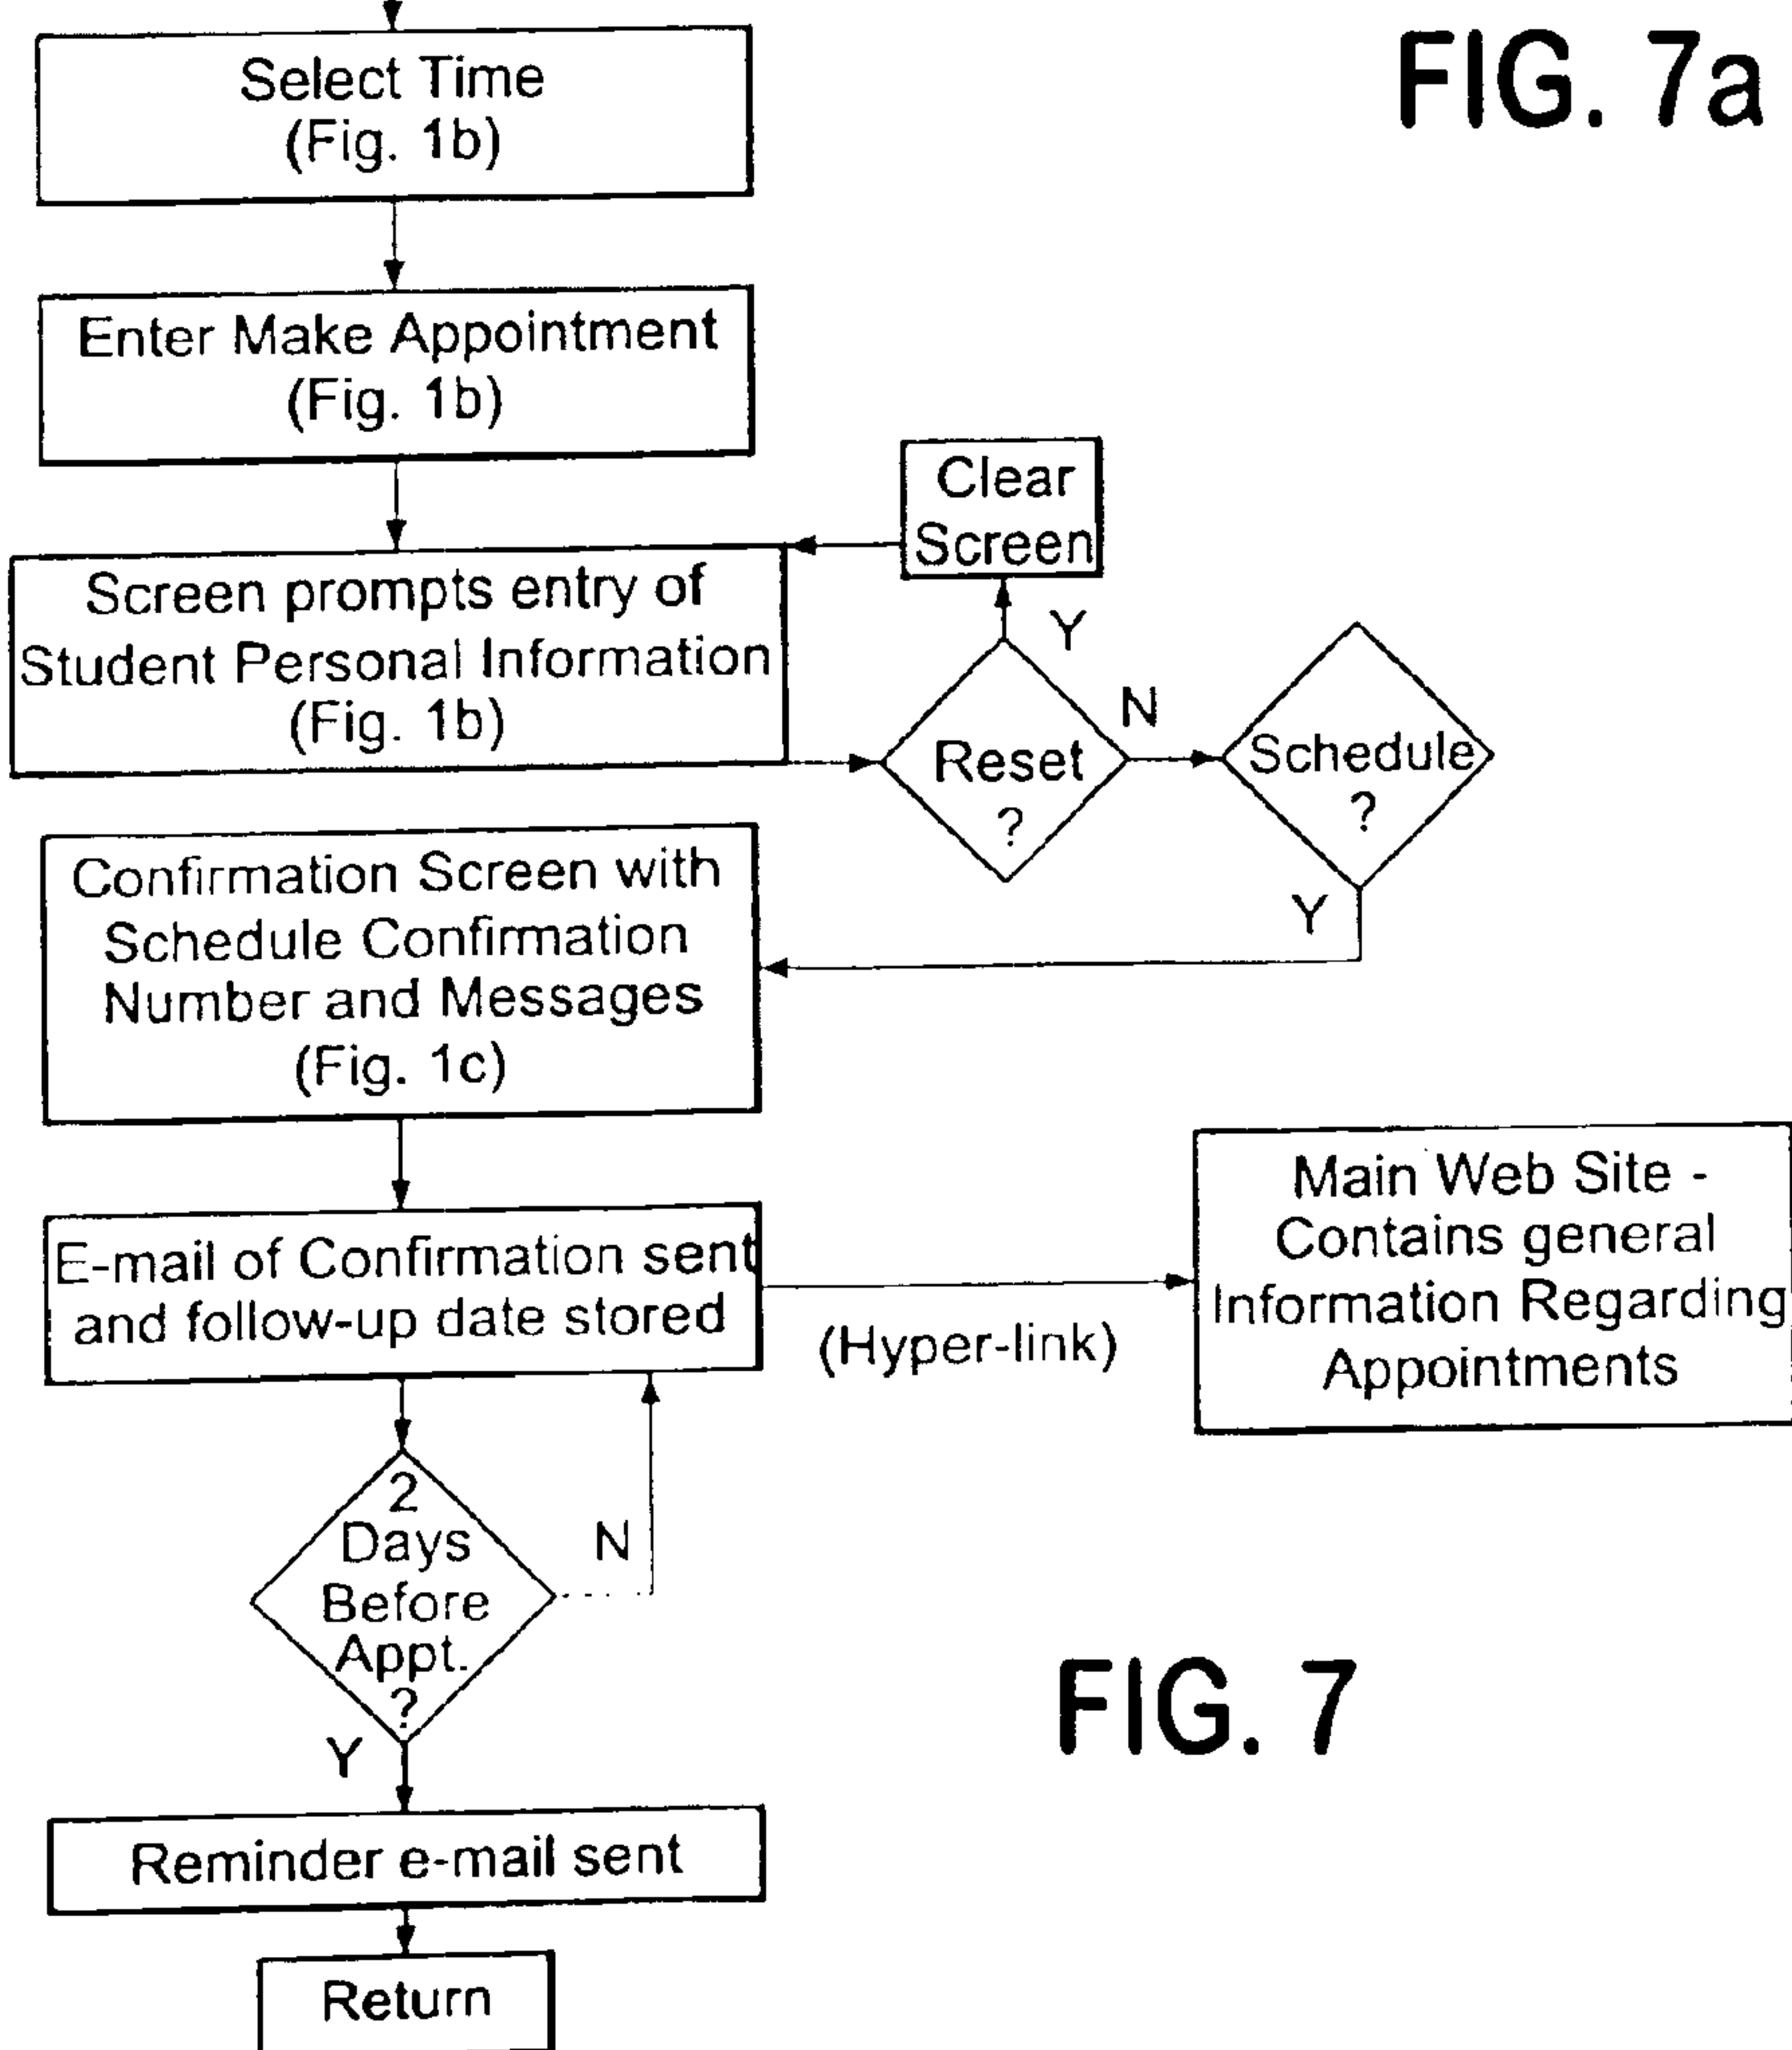 FIG. 7a
Select Time
(Fig. 1b)
Enter Make Appointment
(Fig. 1b)
Clear
Screen
Screen prompts entry of
Student Personal Information
(Fig. 1b)
Y
Reset
?
N
Schedule
?
Y
Confirmation Screen with
Schedule Confirmation
Number and Messages
(Fig. 1c)
E-mail of Confirmation sent
and follow-up date stored
(Hyper-link)
Main Web Site -
Contains general
Information Regarding
Appointments
2
Days
Before
Appt.
?
N
Y
FIG. 7
Reminder e-mail sent
Return